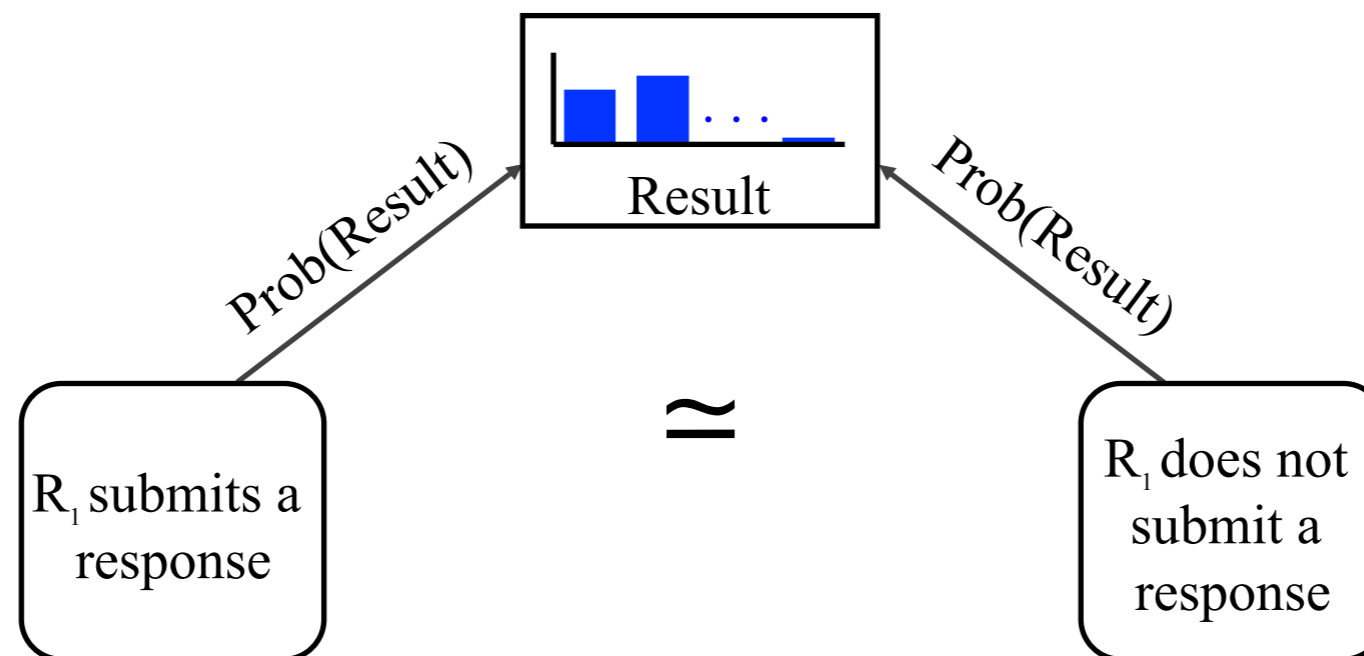 Result
Prob(Result)
Prob(Result)
≃
R₁ submits a
response
R₁ does not
submit a
response